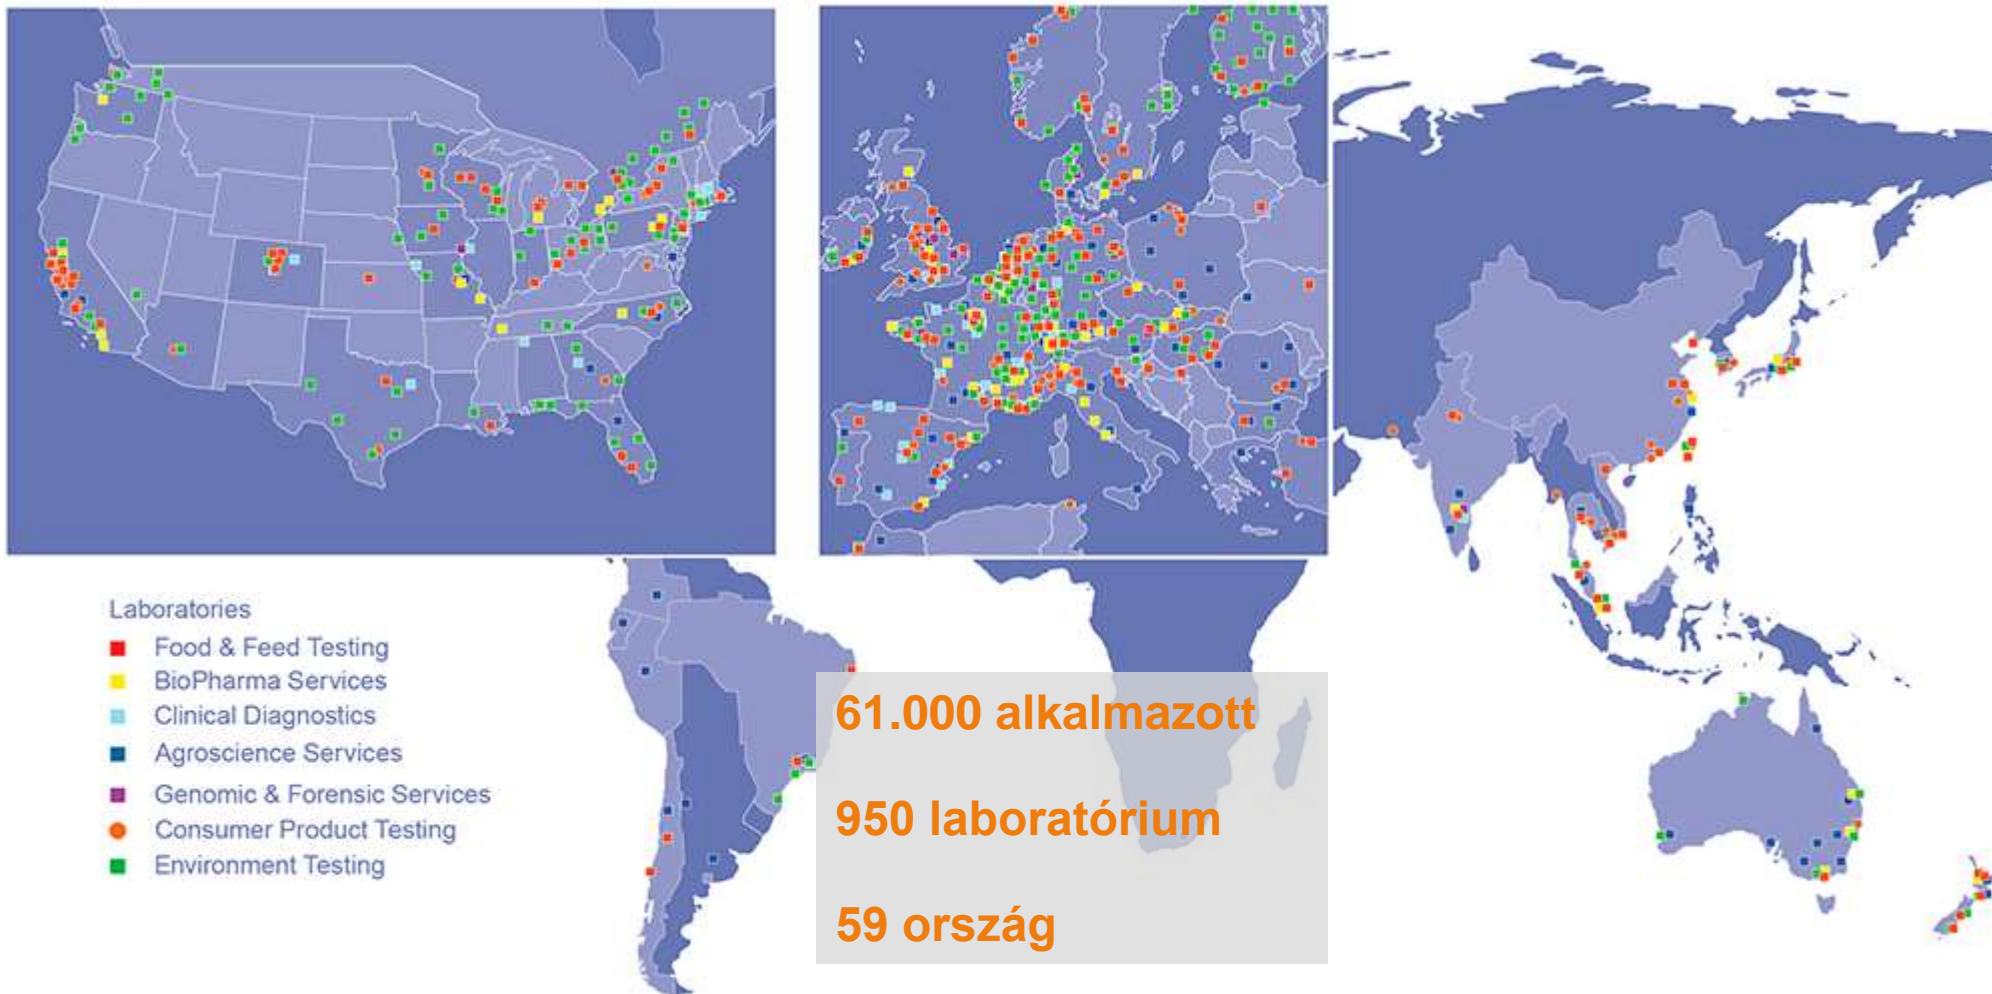 Laboratories
Food & Feed Testing
BioPharma Services
Clinical Diagnostics
Agroscience Services
Genomic & Forensic Services
Consumer Product Testing
Environment Testing
61.000 alkalmazott
950 laboratórium
59 ország